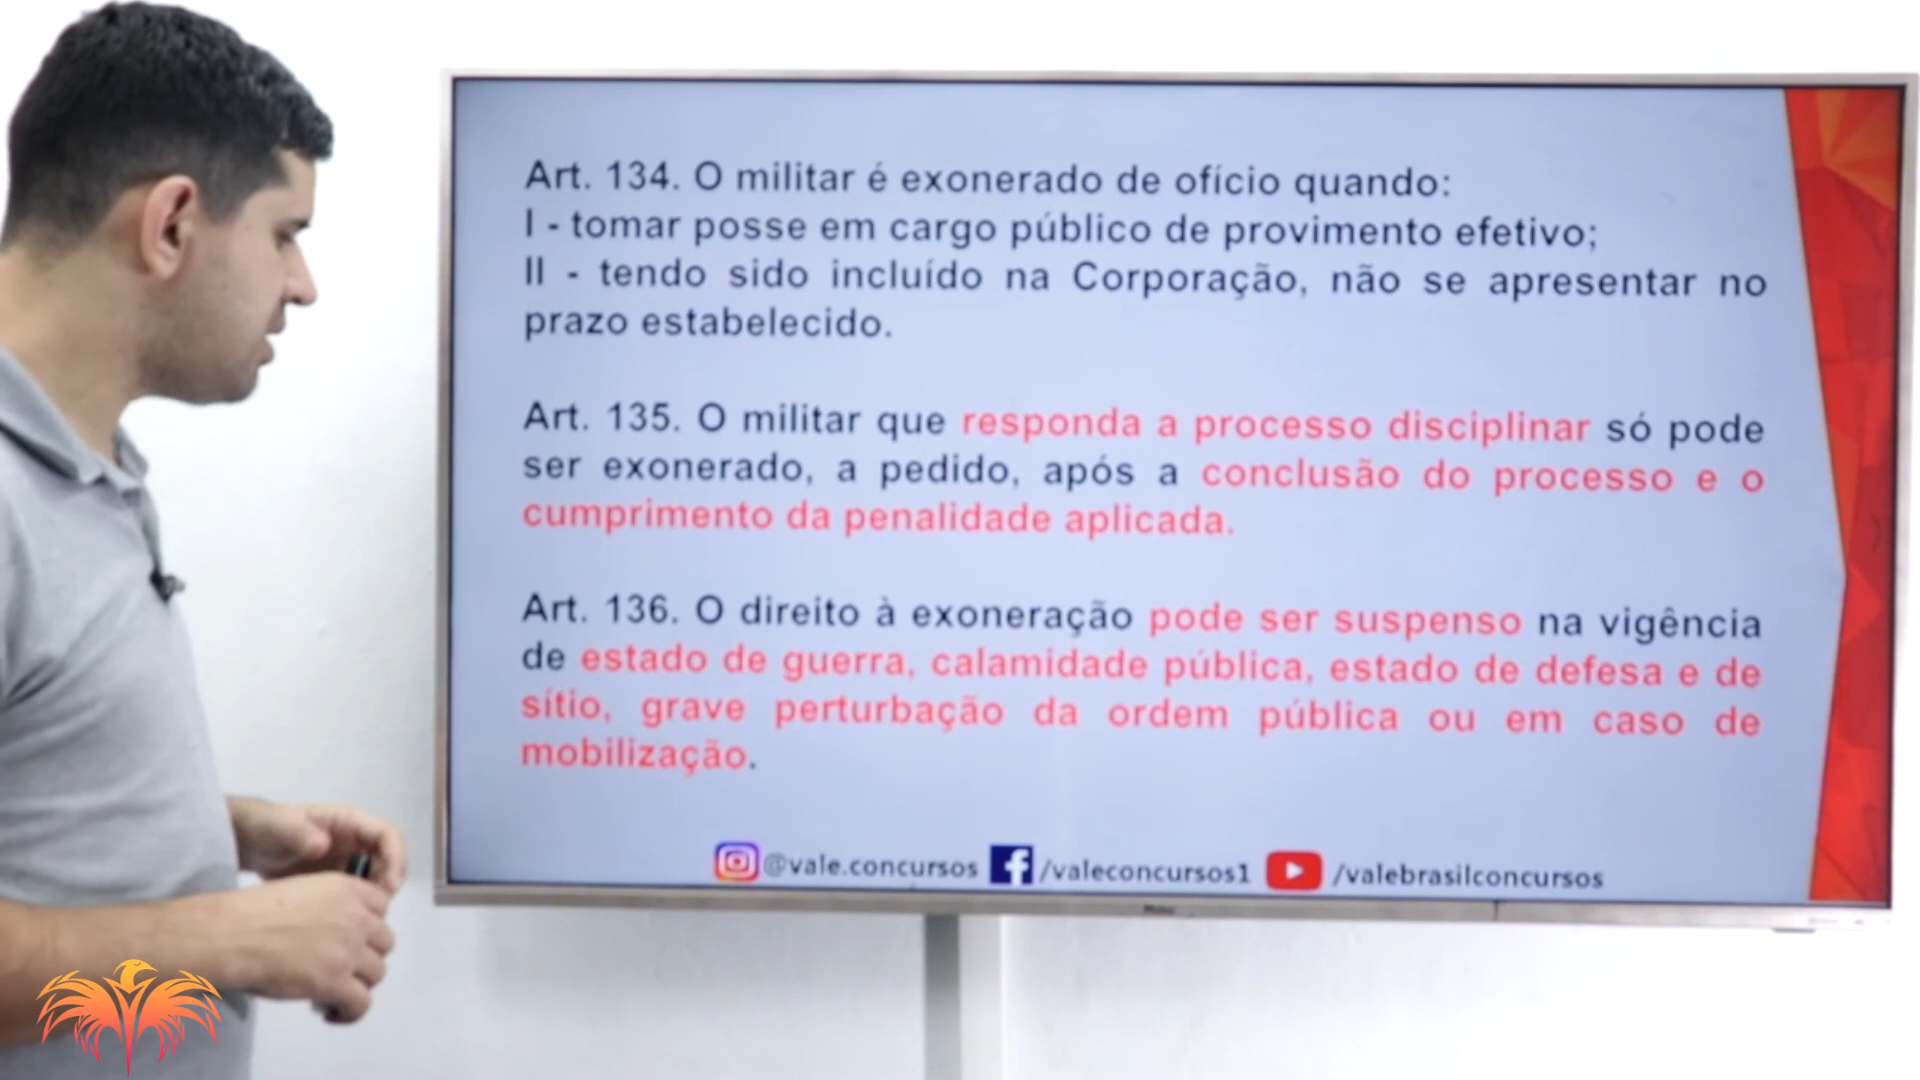 Art. 134. O militar é exonerado de ofício quando:
I - tomar posse em cargo público de provimento efetivo;
II - tendo sido incluído na Corporação, não se apresentar no
prazo estabelecido.
Art. 135. O militar que responda a processo disciplinar só pode
ser exonerado, a pedido, após a conclusão do processo e o
cumprimento da penalidade aplicada.
Art. 136. O direito à exoneração pode ser suspenso na vigência
de estado de guerra, calamidade pública, estado de defesa e de
sítio, grave perturbação da ordem pública ou em caso de
mobilização.
@vale.concursos /valeconcursos1 /valebrasilconcursos